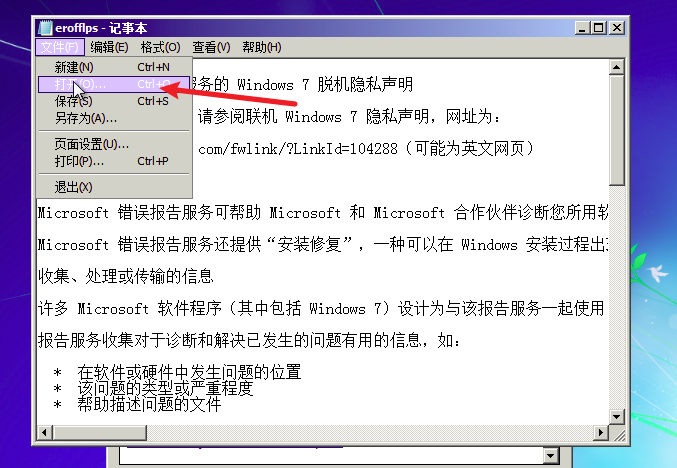 erofflps - 记事本
文件(F) 编辑(E) 格式(O) 查看(V) 帮助(H)
新建(N) Ctrl+N
打开(O)... Ctrl+O
保存(S) Ctrl+S
另存为(A)...
页面设置(U)...
打印(P)... Ctrl+P
退出(X)
服务的 Windows 7 脱机隐私声明
请参阅联机 Windows 7 隐私声明，网址为：
com/fwlink/?LinkId=104288（可能为英文网页）
Microsoft 错误报告服务可帮助 Microsoft 和 Microsoft 合作伙伴诊断您所用软
Microsoft 错误报告服务还提供“安装修复”，一种可以在 Windows 安装过程出现
收集、处理或传输的信息
许多 Microsoft 软件程序（其中包括 Windows 7）设计为与该报告服务一起使用
报告服务收集对于诊断和解决已发生的问题有用的信息，如：
* 在软件或硬件中发生问题的位置
* 该问题的类型或严重程度
* 帮助描述问题的文件